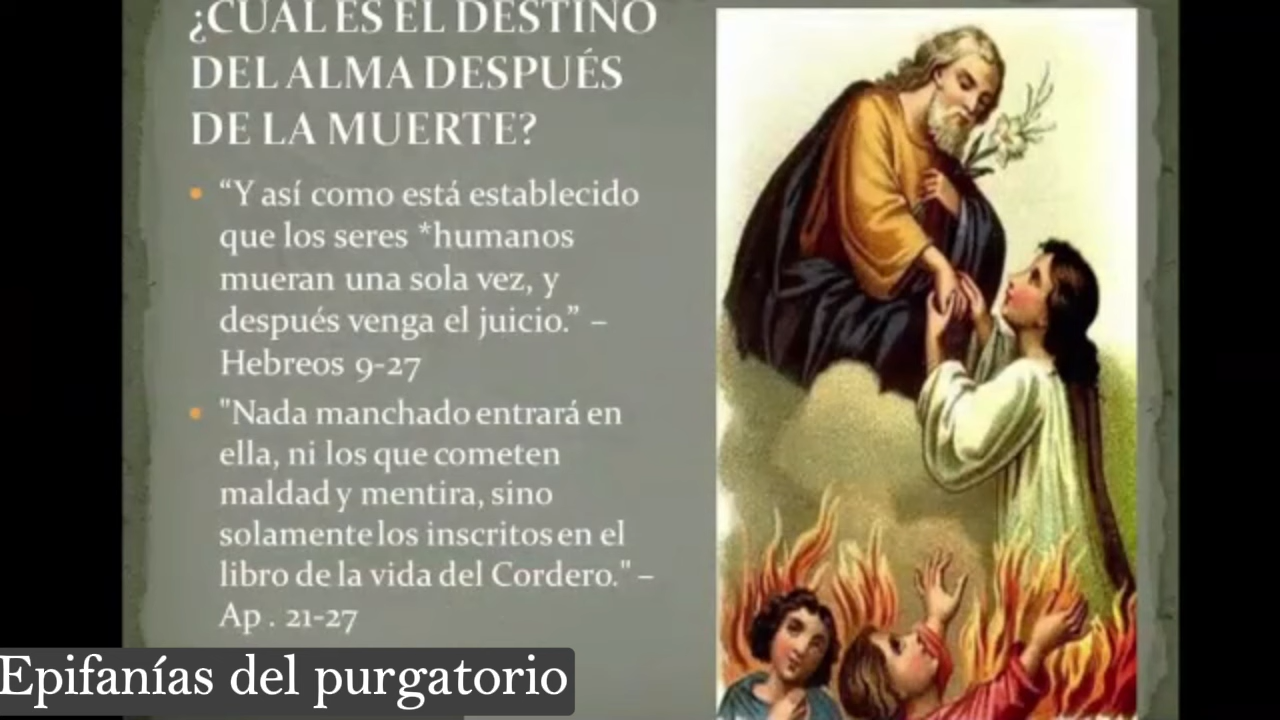 ¿CUAL ES EL DESTINO
DEL ALMA DESPUÉS
DE LA MUERTE?
• “Y así como está establecido
que los seres *humanos
mueran una sola vez, y
después venga el juicio.” –
Hebreos 9-27
• "Nada manchado entrará en
ella, ni los que cometen
maldad y mentira, sino
solamente los inscritos en el
libro de la vida del Cordero." –
Ap . 21-27
Epifanías del purgatorio